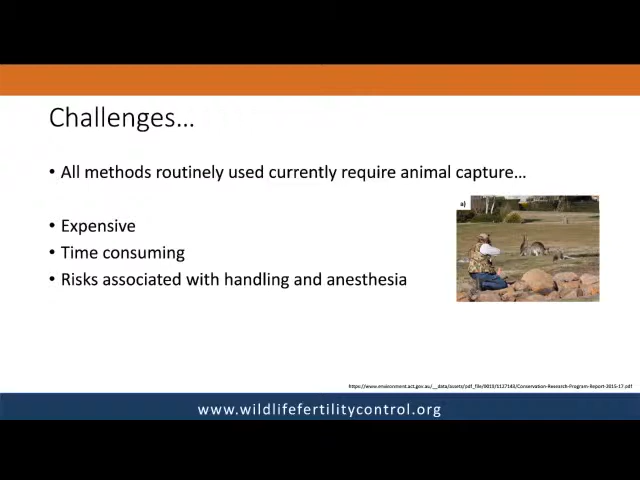 Challenges…
• All methods routinely used currently require animal capture…
a)
• Expensive
• Time consuming
• Risks associated with handling and anesthesia
https://www.environment.act.gov.au/__data/assets/pdf_file/0019/1127143/Conservation-Research-Program-Report-2015-17.pdf
www.wildlifefertilitycontrol.org